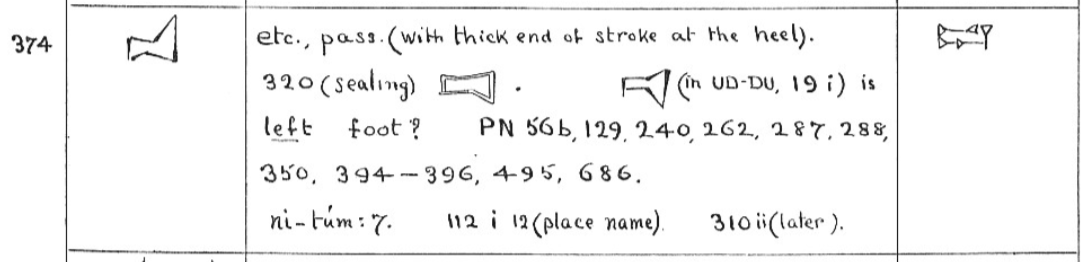 374 etc., pass. (with thick end of stroke at the heel).
320 (sealing) . (in UD-DU, 19 i) is
left foot? PN 56b, 129, 240, 262, 287, 288,
350, 394-396, 495, 686.
ni-túm: 7. 112 i 12 (place name). 310 ii (later).